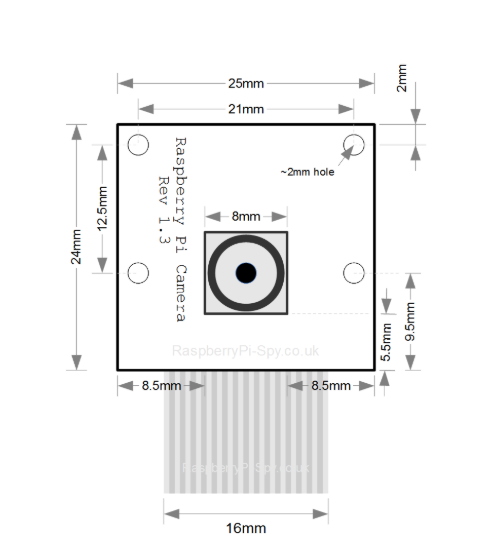 25mm
2mm
21mm
~2mm hole
Raspberry Pi Camera
Rev 1.3
12.5mm
24mm
8mm
9.5mm
5.5mm
RaspberryPi-Spy.co.uk
8.5mm
8.5mm
RaspberryPi-Spy.co.uk
16mm